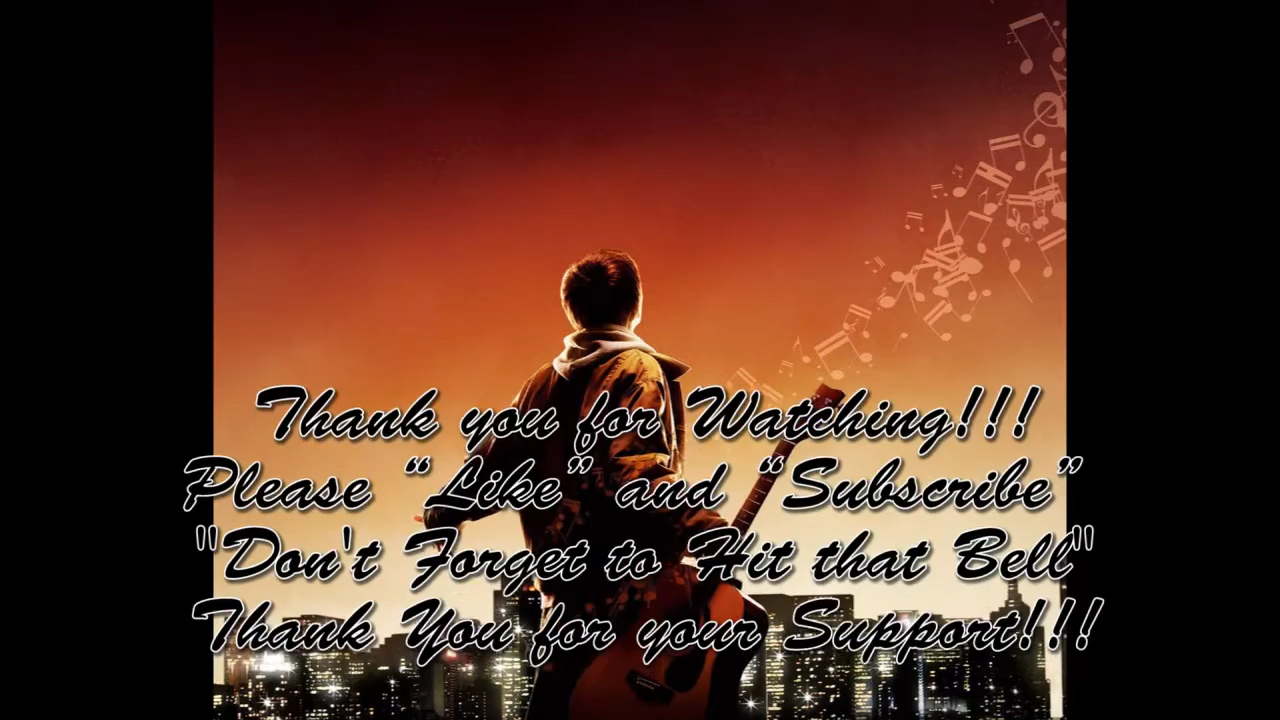 Thank you for Watching!!!
Please “Like” and “Subscribe”
"Don't Forget to Hit that Bell"
Thank You for your Support!!!